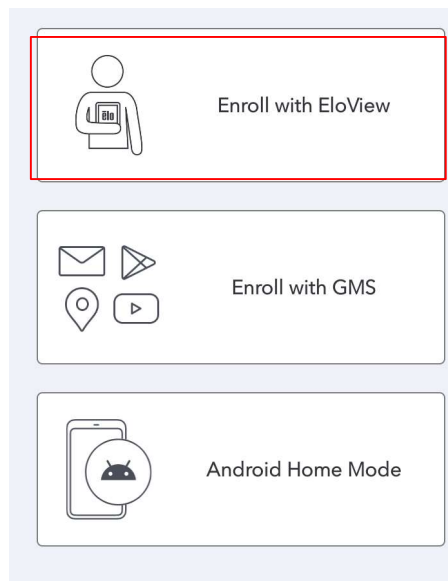 elo
Enroll with EloView
Enroll with GMS
Android Home Mode